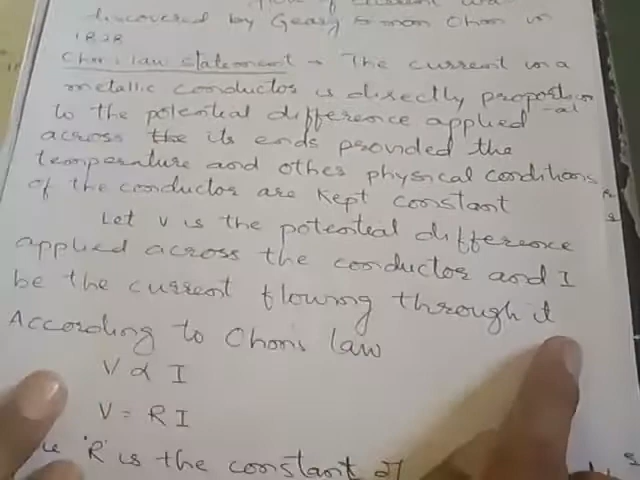 discovered by Georg Simon Ohm in
1828
Ohm's law statement → The current in a
metallic conductor is directly proportion
-al
to the potential difference applied
across the its ends provided the
temperature and other physical conditions
of the conductor are kept constant
Let v is the potential difference
applied across the conductor and I
be the current flowing through it
According to Ohm's law
V ∝ I
V = R I
'R' is the constant of